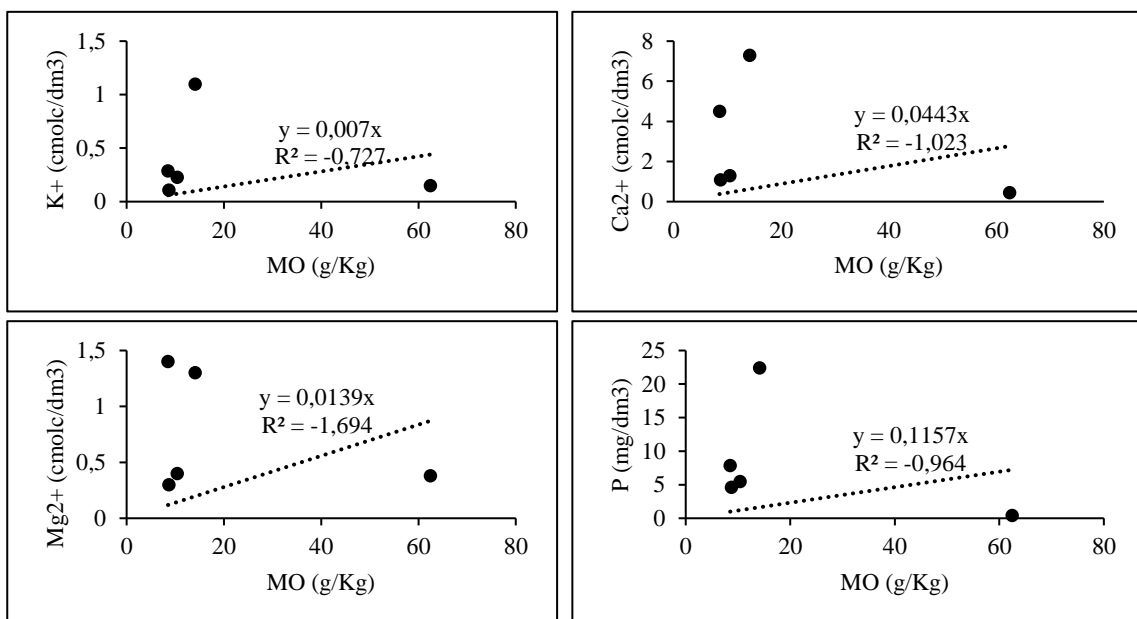 K+ (cmolc/dm3)
1,5
1
0,5
0
y = 0,007x
R² = -0,727
0 20 40 60 80
MO (g/Kg)
Ca2+ (cmolc/dm3)
8
6
4
2
0
y = 0,0443x
R² = -1,023
0 20 40 60 80
MO (g/Kg)
Mg2+ (cmolc/dm3)
1,5
1
0,5
0
y = 0,0139x
R² = -1,694
0 20 40 60 80
MO (g/Kg)
P (mg/dm3)
25
20
15
10
5
0
y = 0,1157x
R² = -0,964
0 20 40 60 80
MO (g/Kg)